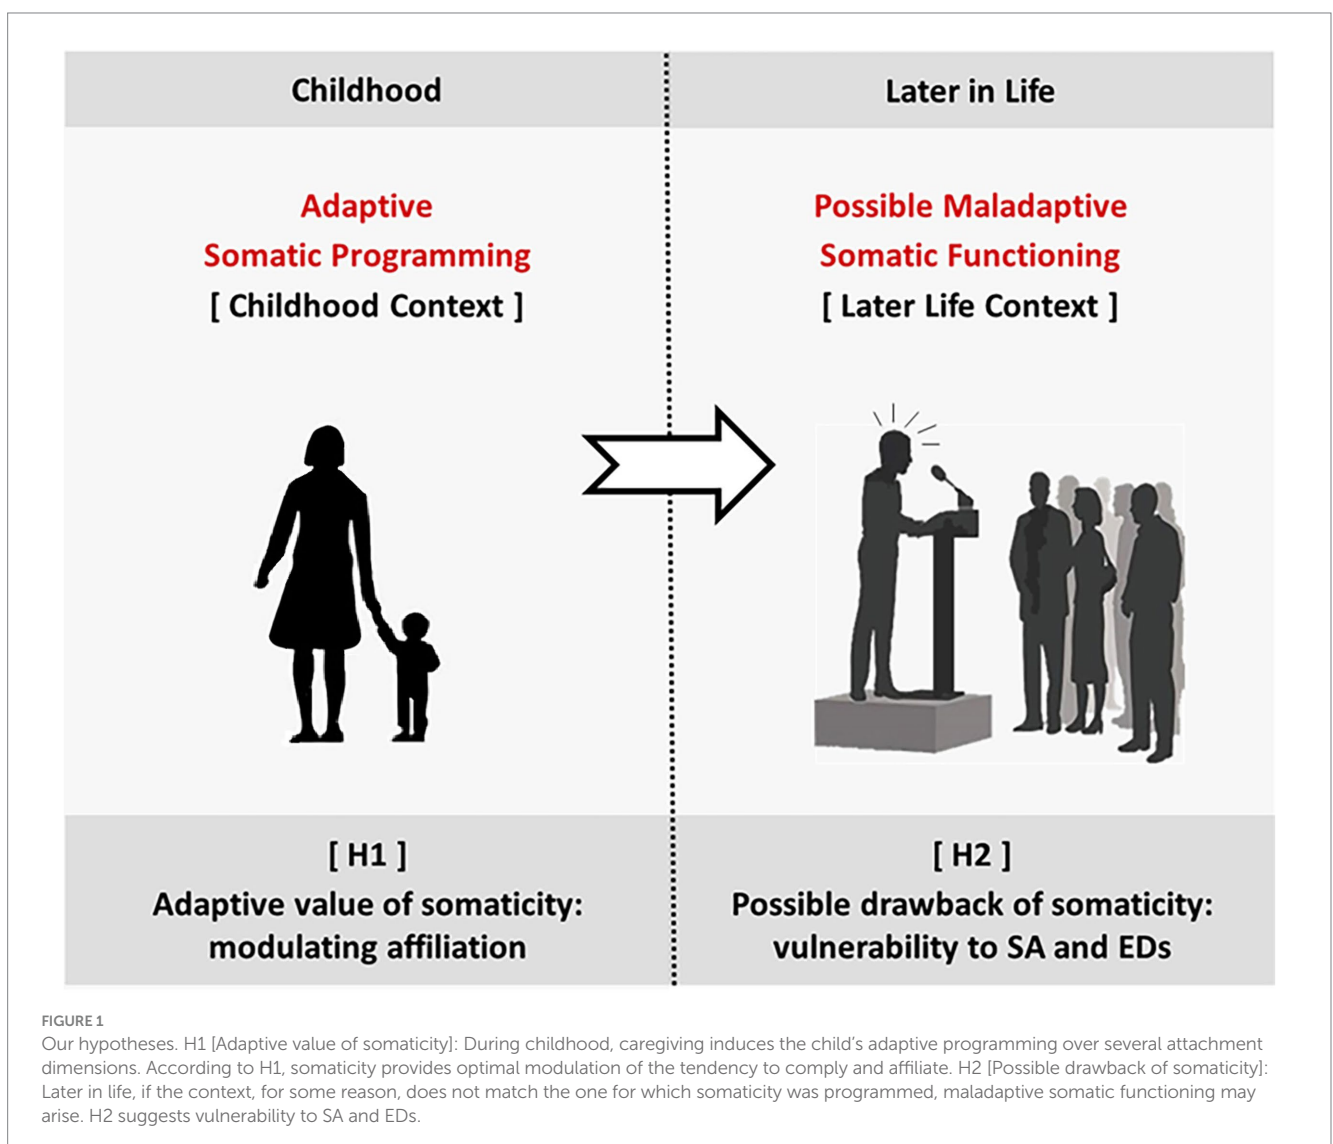 Childhood
Later in Life
Adaptive
Somatic Programming
[ Childhood Context ]
Possible Maladaptive
Somatic Functioning
[ Later Life Context ]
[ H1 ]
Adaptive value of somaticity:
modulating affiliation
[ H2 ]
Possible drawback of somaticity:
vulnerability to SA and EDs
FIGURE 1
Our hypotheses. H1 [Adaptive value of somaticity]: During childhood, caregiving induces the child’s adaptive programming over several attachment
dimensions. According to H1, somaticity provides optimal modulation of the tendency to comply and affiliate. H2 [Possible drawback of somaticity]:
Later in life, if the context, for some reason, does not match the one for which somaticity was programmed, maladaptive somatic functioning may
arise. H2 suggests vulnerability to SA and EDs.